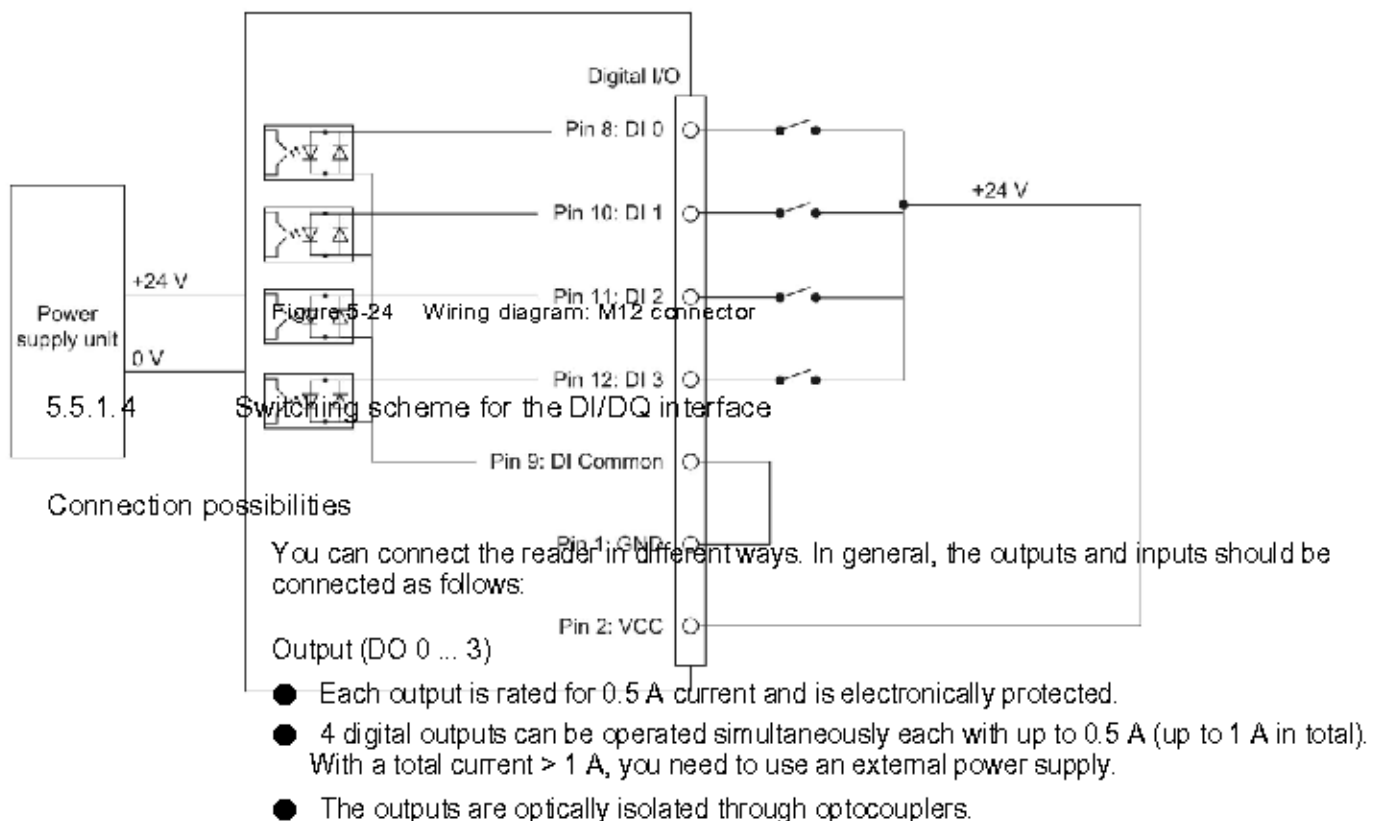 Digital I/O
Pin 8: DI 0
+24 V
Pin 10: DI 1
+24 V
Pin 11: DI 2
Power
supply unit
Figure 5-24 Wiring diagram: M12 connector
0 V
Pin 12: DI 3
5.5.1.4 Switching scheme for the DI/DQ interface
Pin 9: DI Common
Connection possibilities
Pin 1: GND
You can connect the reader in different ways. In general, the outputs and inputs should be
connected as follows:
Pin 2: VCC
Output (DO 0 ... 3)
● Each output is rated for 0.5 A current and is electronically protected.
● 4 digital outputs can be operated simultaneously each with up to 0.5 A (up to 1 A in total).
With a total current > 1 A, you need to use an external power supply.
● The outputs are optically isolated through optocouplers.